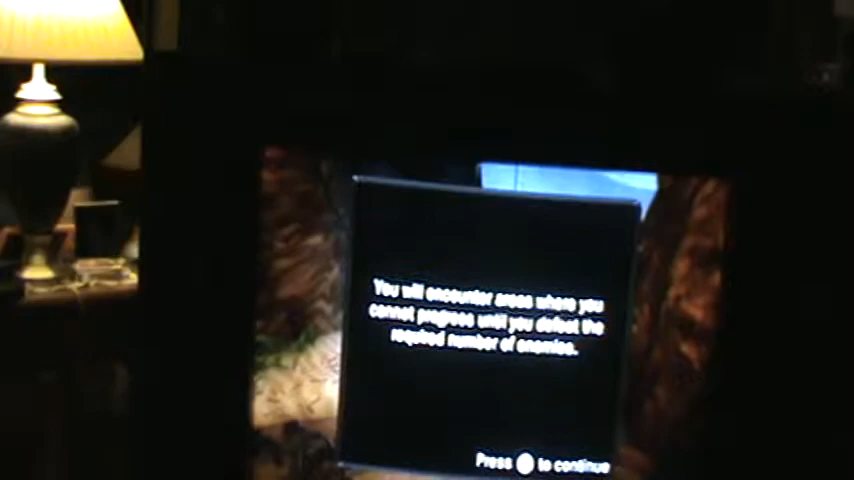 You will encounter areas where you
cannot progress until you defeat the
required number of enemies.
Press to continue